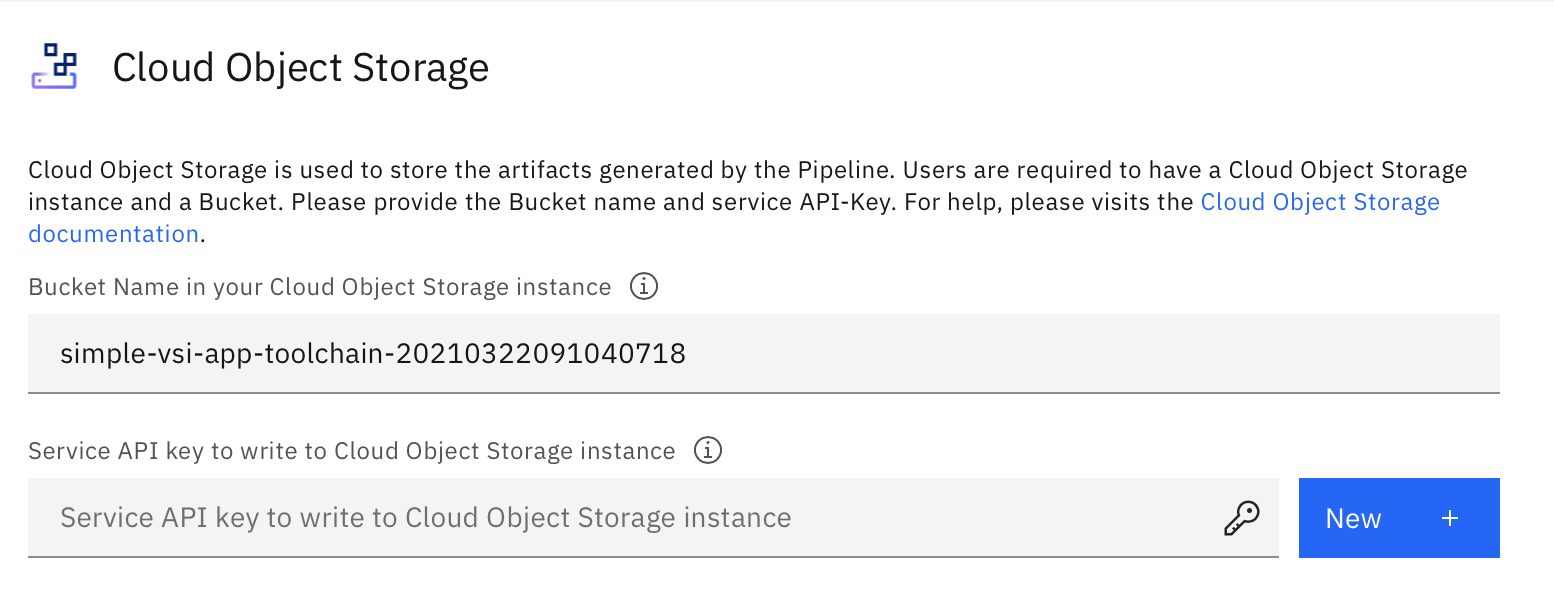 Cloud Object Storage
Cloud Object Storage is used to store the artifacts generated by the Pipeline. Users are required to have a Cloud Object Storage
instance and a Bucket. Please provide the Bucket name and service API-Key. For help, please visits the Cloud Object Storage
documentation.
Bucket Name in your Cloud Object Storage instance
simple-vsi-app-toolchain-20210322091040718
Service API key to write to Cloud Object Storage instance
Service API key to write to Cloud Object Storage instance New +